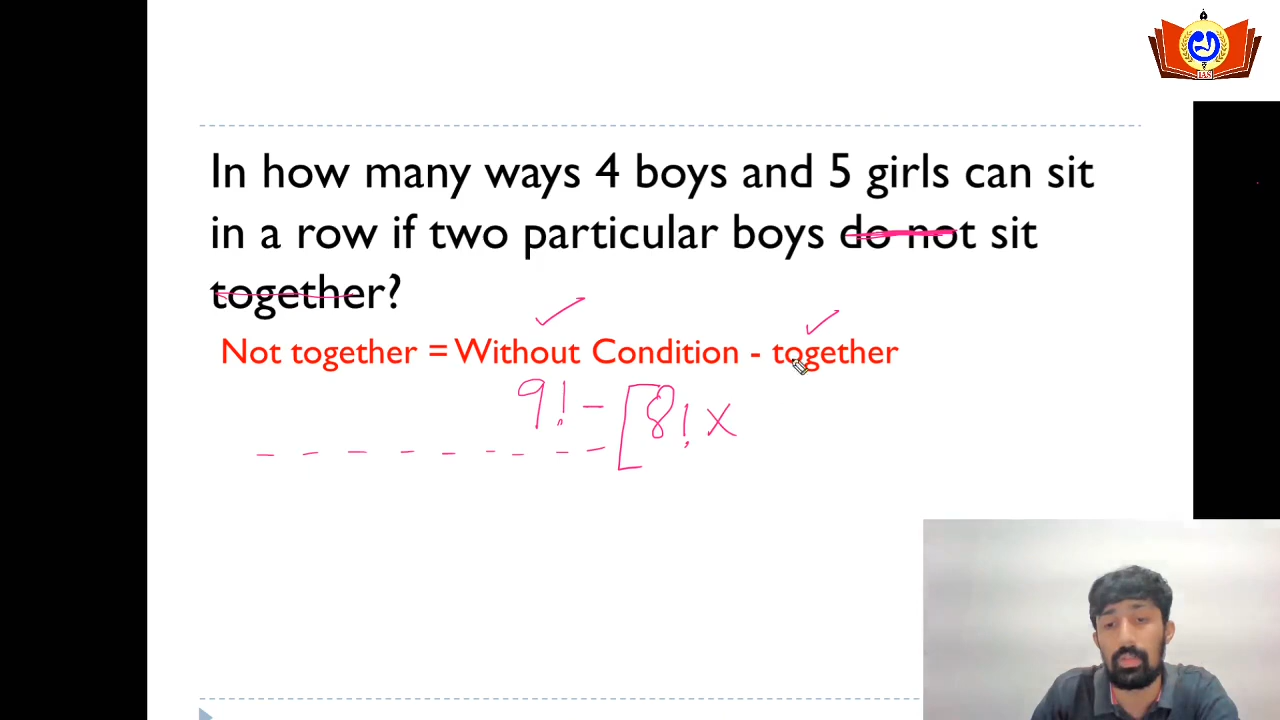 IAS
In how many ways 4 boys and 5 girls can sit
in a row if two particular boys do not sit
together?
Not together = Without Condition - together
9! - [8! x